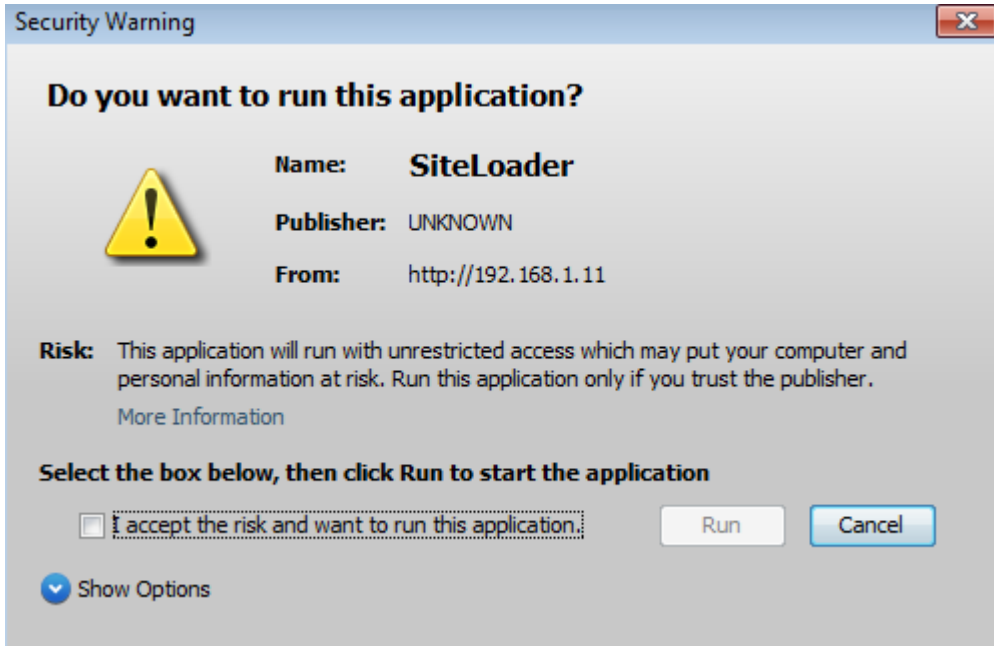 Security Warning
Do you want to run this application?
Name: SiteLoader
Publisher: UNKNOWN
From: http://192.168.1.11
Risk: This application will run with unrestricted access which may put your computer and
personal information at risk. Run this application only if you trust the publisher.
More Information
Select the box below, then click Run to start the application
I accept the risk and want to run this application. Run Cancel
Show Options